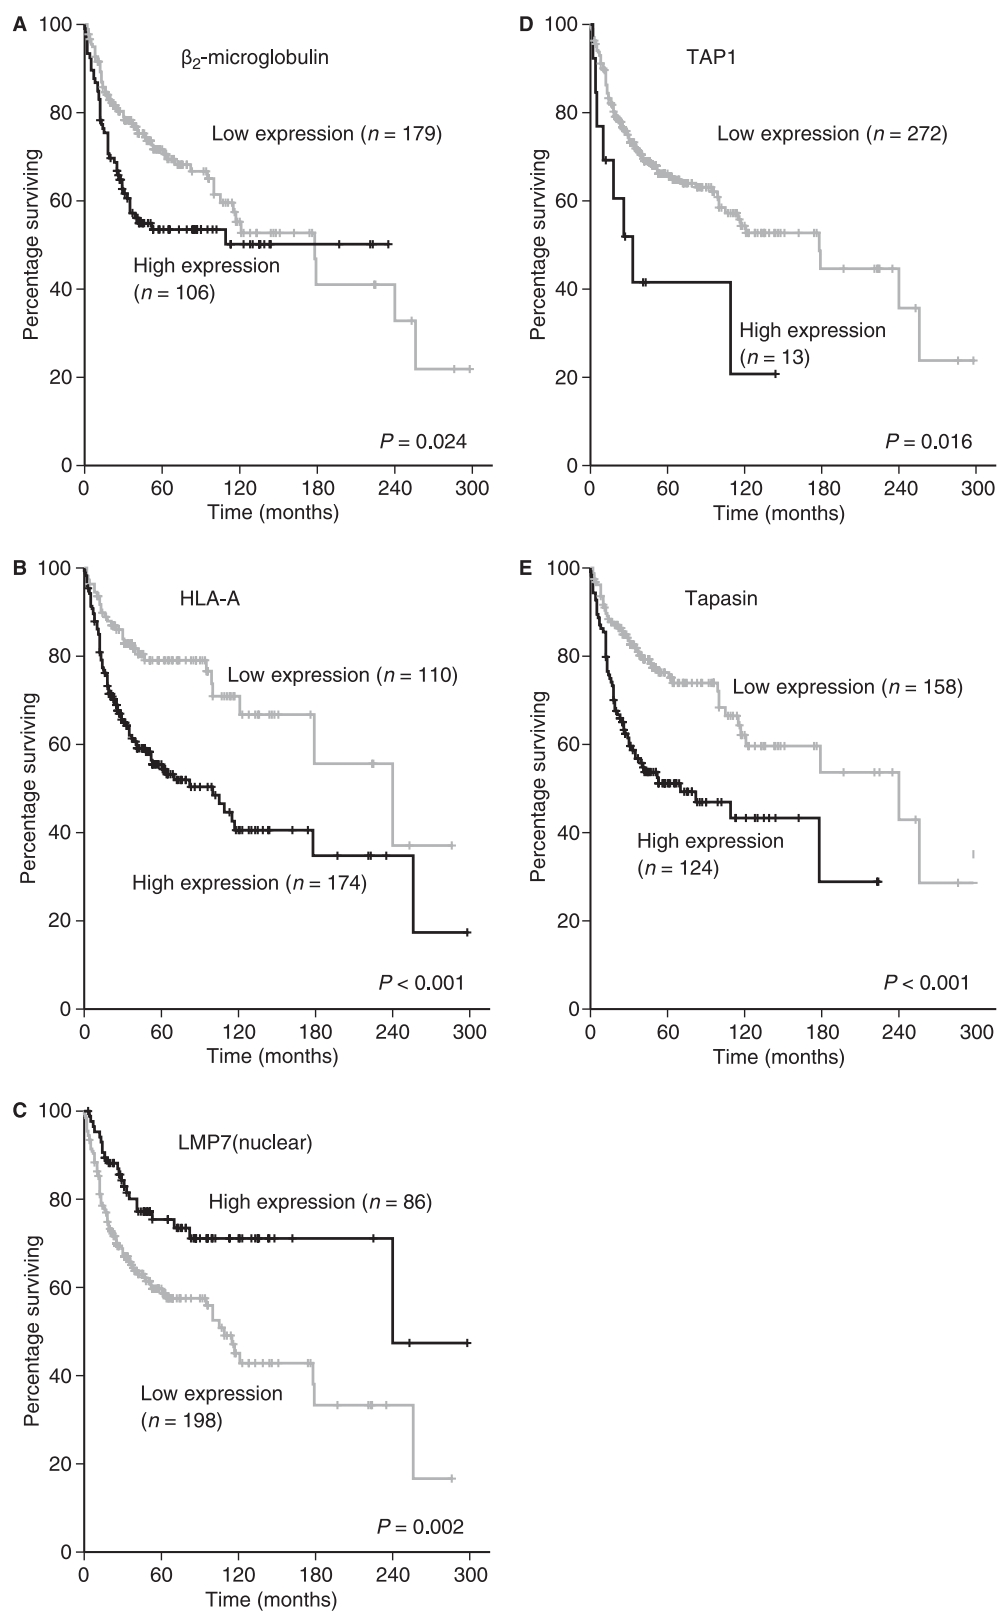 A
β2-microglobulin
Percentage surviving
100
80
60
40
20
0
Low expression (n = 179)
High expression
(n = 106)
P = 0.024
0 60 120 180 240 300
Time (months)
D
TAP1
Percentage surviving
100
80
60
40
20
0
Low expression (n = 272)
High expression
(n = 13)
P = 0.016
0 60 120 180 240 300
Time (months)
B
HLA-A
Percentage surviving
100
80
60
40
20
0
Low expression (n = 110)
High expression (n = 174)
P < 0.001
0 60 120 180 240 300
Time (months)
E
Tapasin
Percentage surviving
100
80
60
40
20
0
Low expression (n = 158)
High expression
(n = 124)
P < 0.001
0 60 120 180 240 300
Time (months)
C
LMP7(nuclear)
Percentage surviving
100
80
60
40
20
0
High expression (n = 86)
Low expression
(n = 198)
P = 0.002
0 60 120 180 240 300
Time (months)